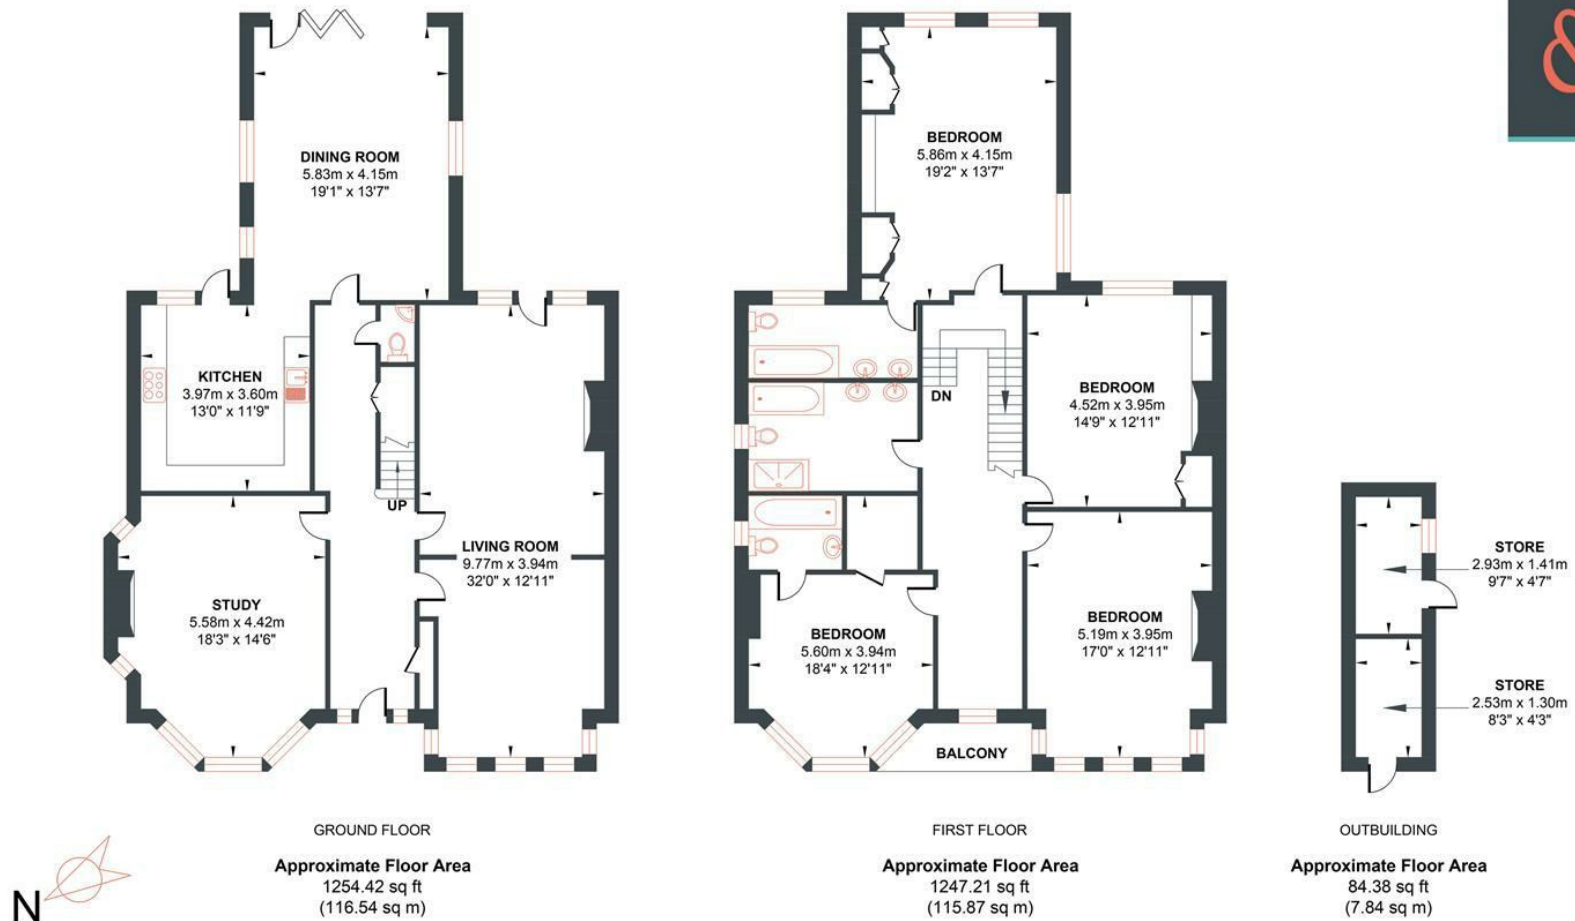 &
DINING ROOM
5.83m x 4.15m
19'1" x 13'7"
KITCHEN
3.97m x 3.60m
13'0" x 11'9"
UP
LIVING ROOM
9.77m x 3.94m
32'0" x 12'11"
STUDY
5.58m x 4.42m
18'3" x 14'6"
BEDROOM
5.86m x 4.15m
19'2" x 13'7"
DN
BEDROOM
4.52m x 3.95m
14'9" x 12'11"
BEDROOM
5.60m x 3.94m
18'4" x 12'11"
BEDROOM
5.19m x 3.95m
17'0" x 12'11"
BALCONY
STORE
2.93m x 1.41m
9'7" x 4'7"
STORE
2.53m x 1.30m
8'3" x 4'3"
GROUND FLOOR
Approximate Floor Area
1254.42 sq ft
(116.54 sq m)
FIRST FLOOR
Approximate Floor Area
1247.21 sq ft
(115.87 sq m)
OUTBUILDING
Approximate Floor Area
84.38 sq ft
(7.84 sq m)
N